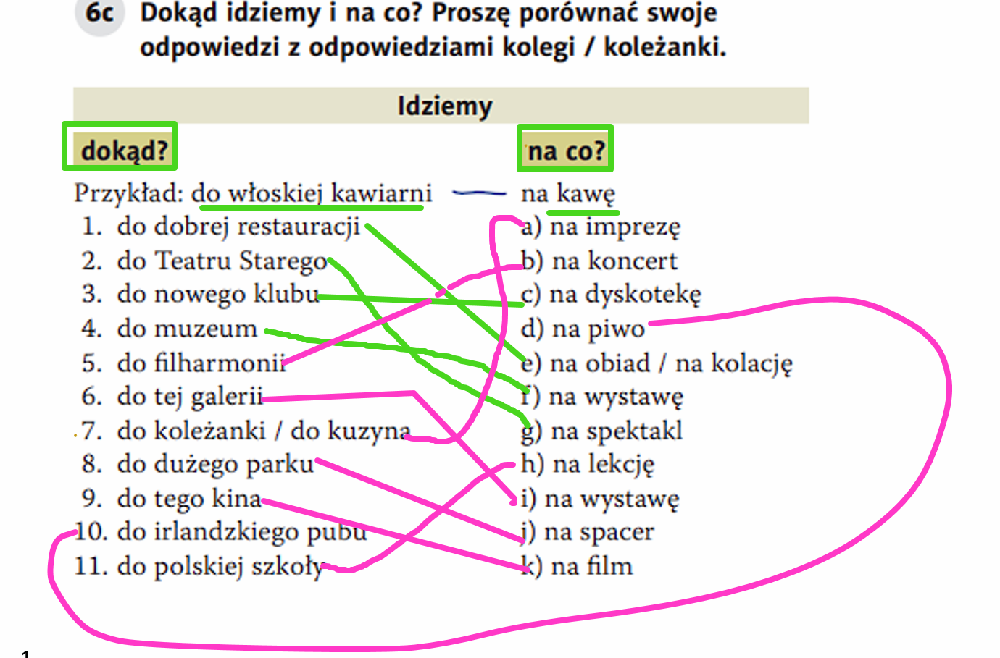 6c Dokąd idziemy i na co? Proszę porównać swoje
odpowiedzi z odpowiedziami kolegi / koleżanki.
Idziemy
dokąd? na co?
Przykład: do włoskiej kawiarni — na kawę
1. do dobrej restauracji a) na imprezę
2. do Teatru Starego b) na koncert
3. do nowego klubu c) na dyskotekę
4. do muzeum d) na piwo
5. do filharmonii e) na obiad / na kolację
6. do tej galerii f) na wystawę
7. do koleżanki / do kuzyna g) na spektakl
8. do dużego parku h) na lekcję
9. do tego kina i) na wystawę
10. do irlandzkiego pubu j) na spacer
11. do polskiej szkoły k) na film
1